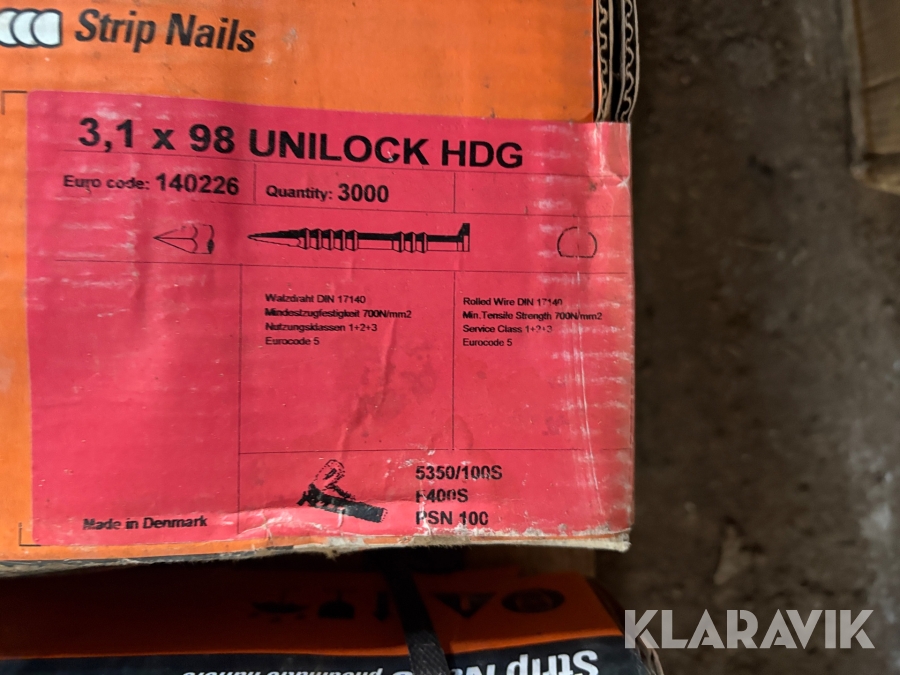 Strip Nails
3,1 x 98 UNILOCK HDG
Euro code: 140226
Quantity: 3000
Walzdraht DIN 17140
Mindestzugfestigkeit 700N/mm2
Nutzungsklassen 1+2+3
Eurocode 5
Rolled Wire DIN 17140
Min.Tensile Strength 700N/mm2
Service Class 1+2+3
Eurocode 5
5350/100S
F400S
PSN 100
Made in Denmark
Strip
KLARAVIK